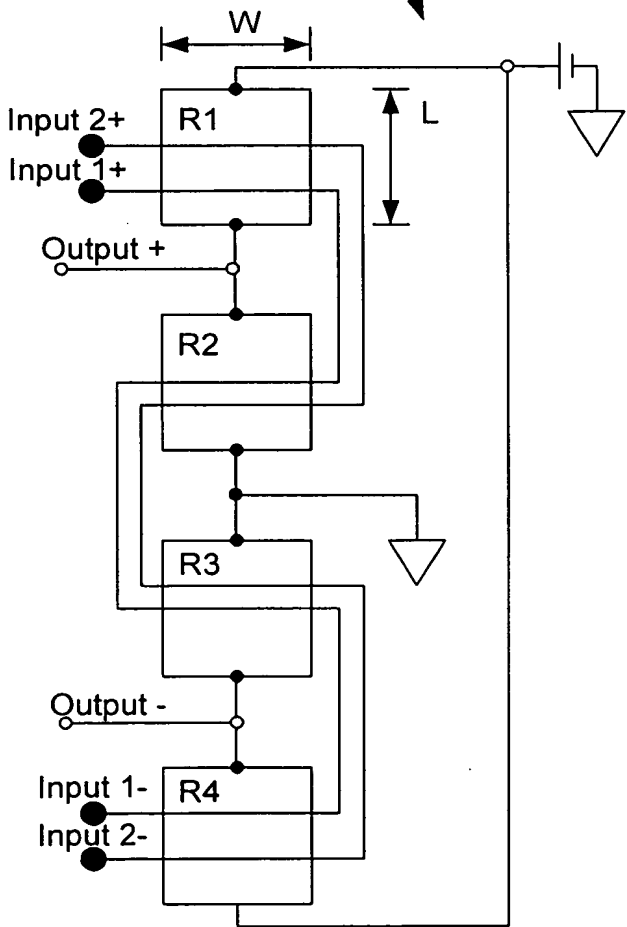 W
R1
L
Input 2+
Input 1+
Output +
R2
R3
Output -
Input 1-
R4
Input 2-